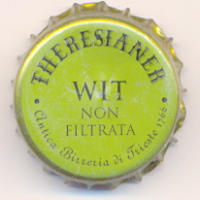 THERESIANER
WIT
NON
FILTRATA
Antica Birreria di Trieste 1766